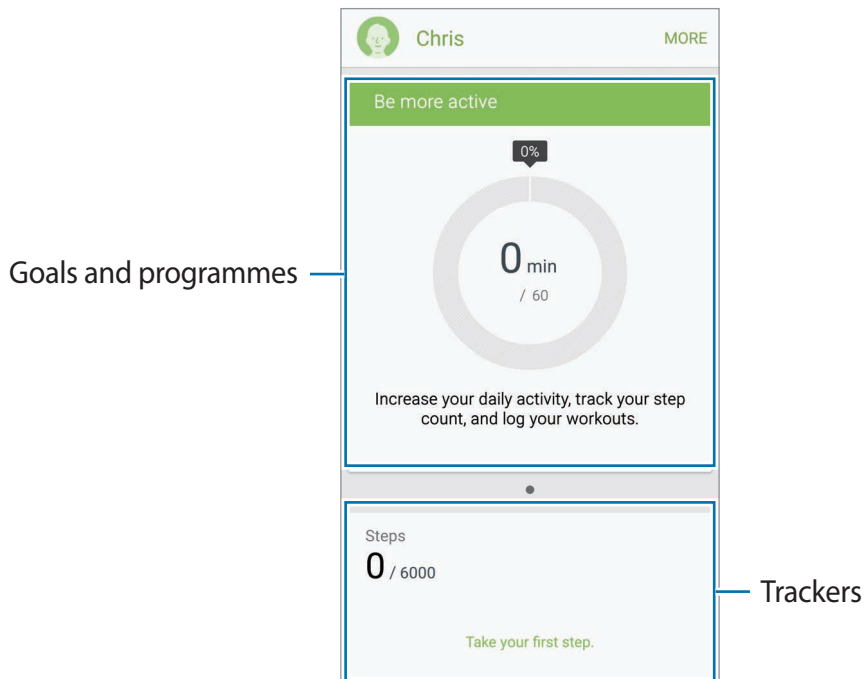 Chris
MORE
Be more active
0%
0 min
/ 60
Goals and programmes
Increase your daily activity, track your step
count, and log your workouts.
Steps
0 / 6000
Trackers
Take your first step.